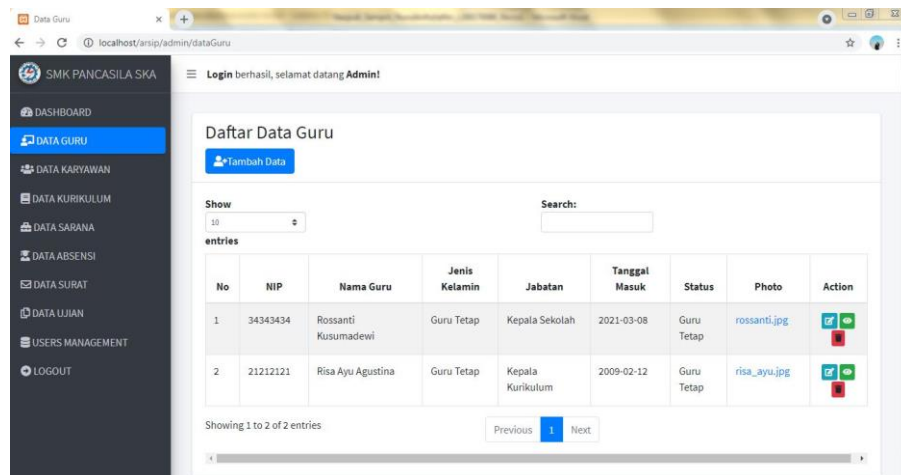 Data Guru
localhost/arsip/admin/dataGuru
SMK PANCASILA SKA
Login berhasil, selamat datang Admin!
DASHBOARD
DATA GURU
DATA KARYAWAN
DATA KURIKULUM
DATA SARANA
DATA ABSENSI
DATA SURAT
DATA UJIAN
USERS MANAGEMENT
LOGOUT
Daftar Data Guru
Tambah Data
Show
10
entries
Search:
No NIP Nama Guru Jenis Kelamin Jabatan Tanggal Masuk Status Photo Action
1 34343434 Rossanti Kusumadewi Guru Tetap Kepala Sekolah 2021-03-08 Guru Tetap rossanti.jpg
2 21212121 Risa Ayu Agustina Guru Tetap Kepala Kurikulum 2009-02-12 Guru Tetap risa_ayu.jpg
Showing 1 to 2 of 2 entries
Previous 1 Next